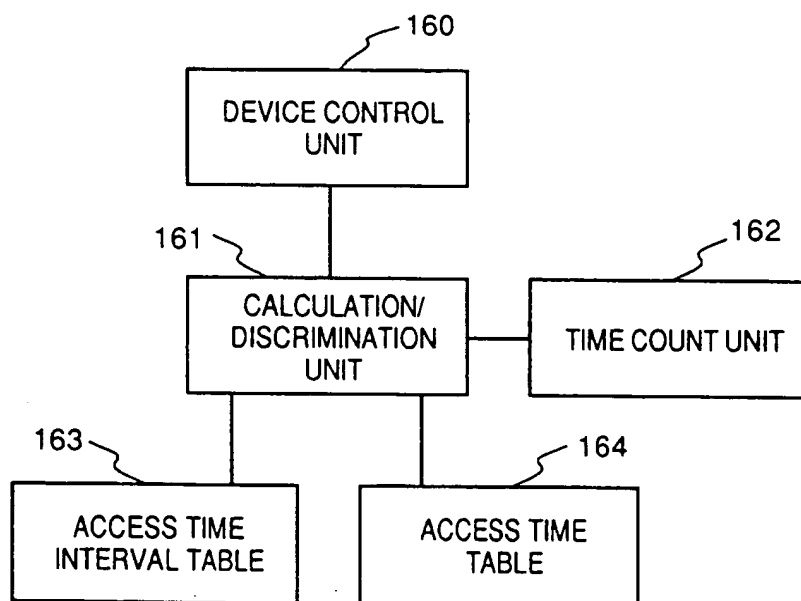 160
DEVICE CONTROL
UNIT
161
162
CALCULATION/
DISCRIMINATION
UNIT
TIME COUNT UNIT
163
164
ACCESS TIME
INTERVAL TABLE
ACCESS TIME
TABLE